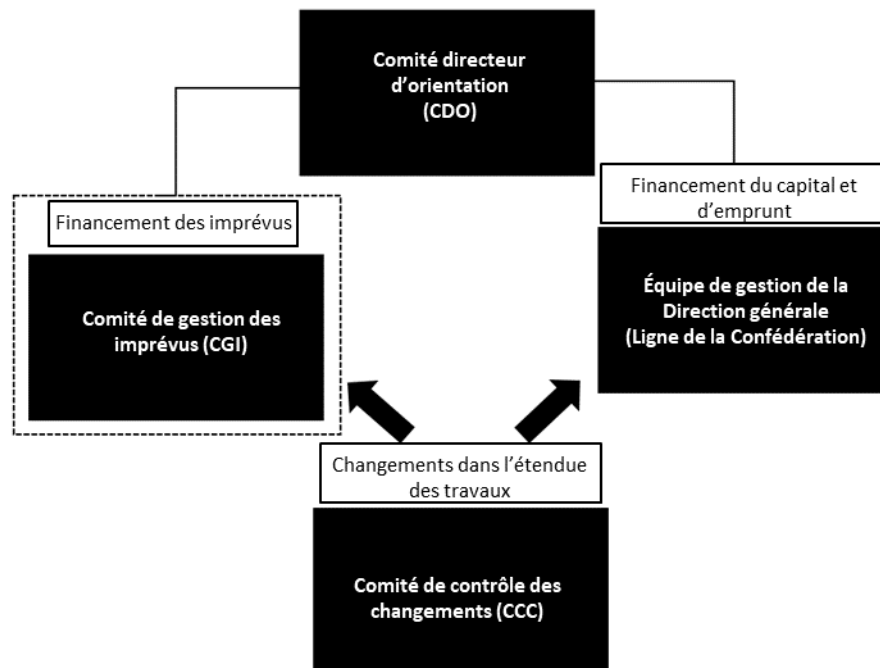 Comité directeur
d’orientation
(CDO)
Financement des imprévus
Comité de gestion des
imprévus (CGI)
Financement du capital et
d’emprunt
Équipe de gestion de la
Direction générale
(Ligne de la Confédération)
Changements dans l’étendue
des travaux
Comité de contrôle des
changements (CCC)